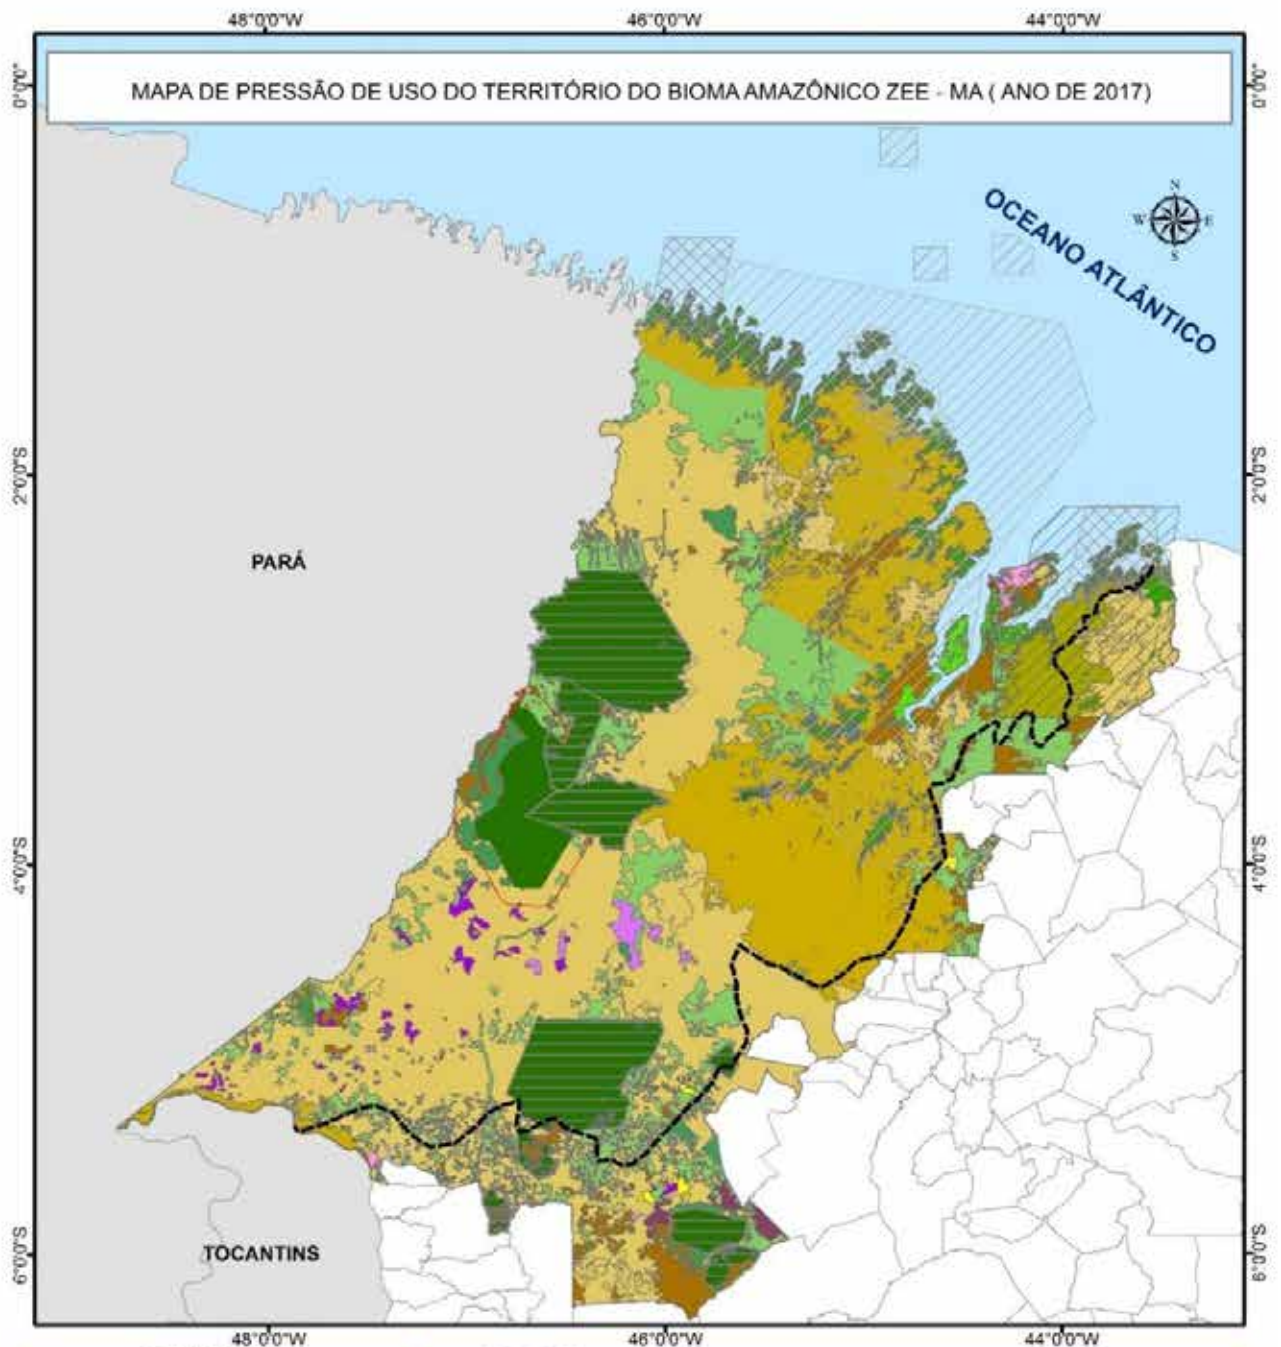 48°0'0"W 46°0'0"W 44°0'0"W
0°0'0" 0°0'0"
MAPA DE PRESSÃO DE USO DO TERRITÓRIO DO BIOMA AMAZÔNICO ZEE - MA ( ANO DE 2017)
N
W E
S
OCEANO ATLÂNTICO
2°0'0"S 2°0'0"S
PARÁ
4°0'0"S 4°0'0"S
TOCANTINS
6°0'0"S 6°0'0"S
48°0'0"W 46°0'0"W 44°0'0"W